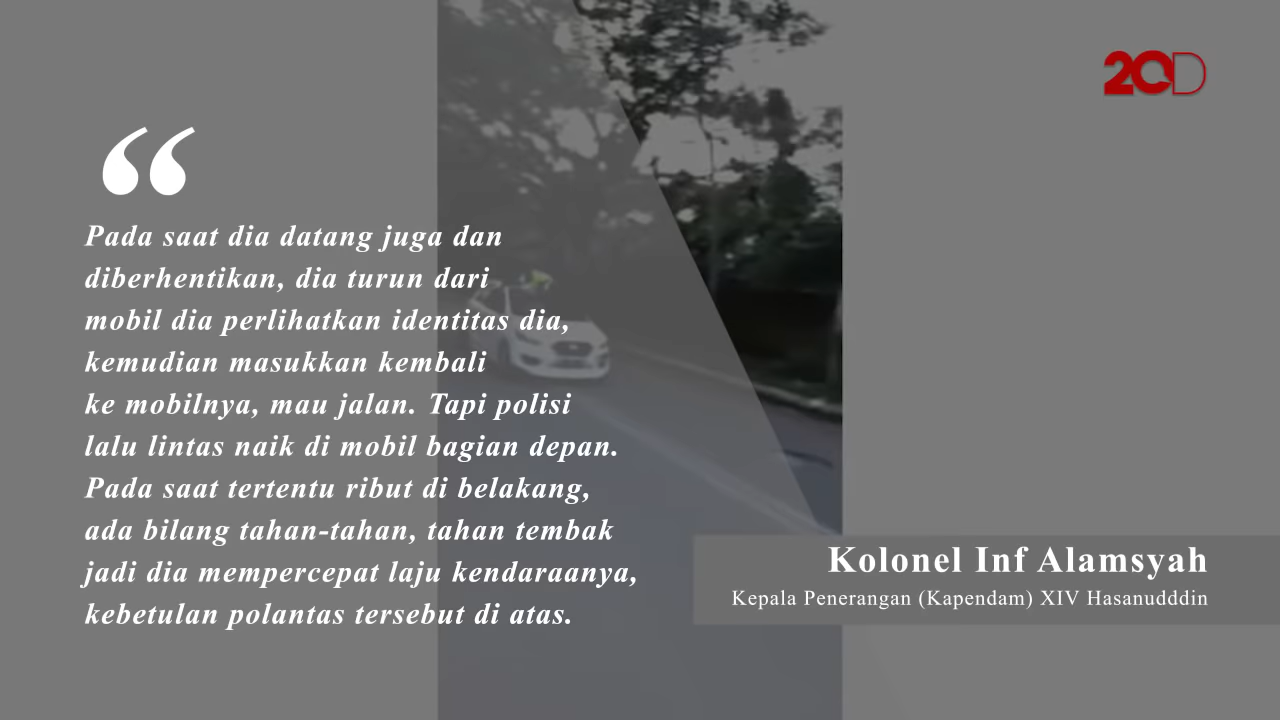 20D
“
Pada saat dia datang juga dan
diberhentikan, dia turun dari
mobil dia perlihatkan identitas dia,
kemudian masukkan kembali
ke mobilnya, mau jalan. Tapi polisi
lalu lintas naik di mobil bagian depan.
Pada saat tertentu ribut di belakang,
ada bilang tahan-tahan, tahan tembak
jadi dia mempercepat laju kendaraanya,
kebetulan polantas tersebut di atas.
Kolonel Inf Alamsyah
Kepala Penerangan (Kapendam) XIV Hasanudddin